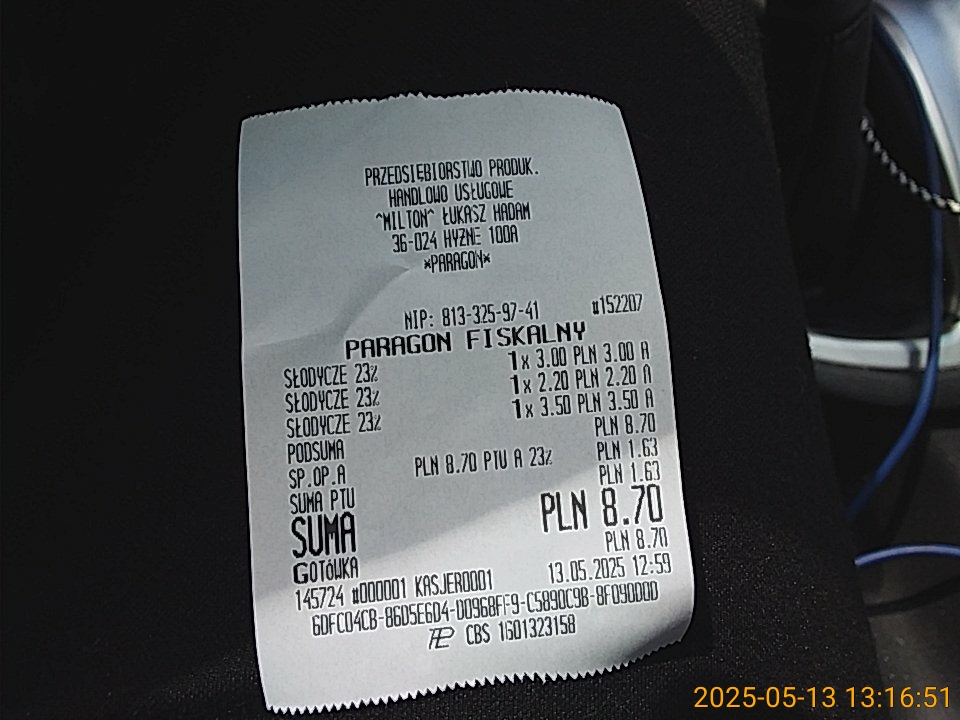 PRZEDSIĘBIORSTWO PRODUK.
HANDLOWO USŁUGOWE
^MILTON^ ŁUKASZ HADAM
36-024 HYŻNE 100A
*PARAGON*
NIP: 813-325-97-41 #152207
PARAGON FISKALNY
SŁODYCZE 23% 1x 3.00 PLN 3.00 A
SŁODYCZE 23% 1x 2.20 PLN 2.20 A
SŁODYCZE 23% 1x 3.50 PLN 3.50 A
PODSUMA PLN 8.70
SP.OP.A PLN 8.70 PTU A 23% PLN 1.63
SUMA PTU PLN 1.63
SUMA PLN 8.70
GOTÓWKA PLN 8.70
145724 #000001 KASJER0001 13.05.2025 12:59
6DFC04CB-86D5E6D4-D096BFF9-C5890C9B-8F090D0D
CBS 1601323158
2025-05-13 13:16:51